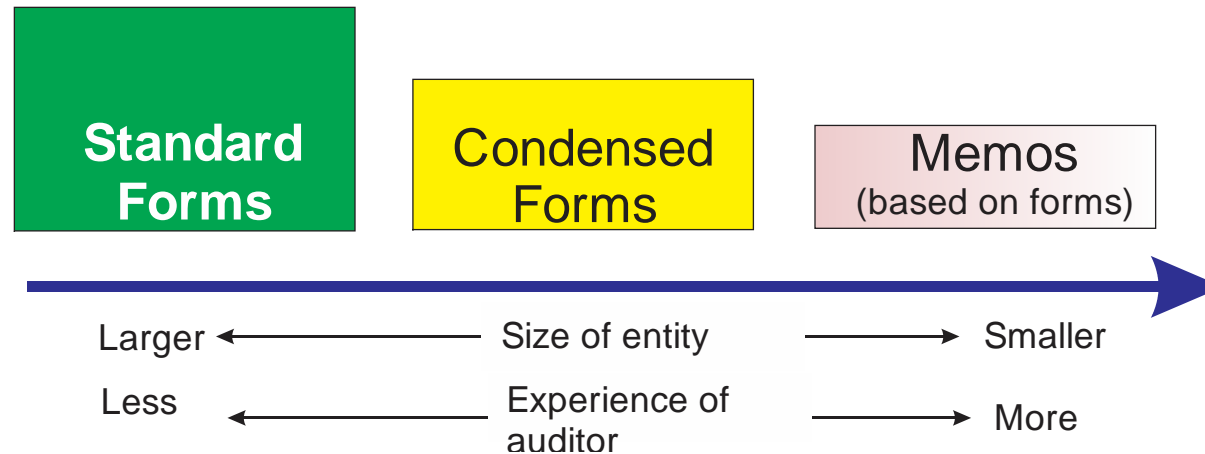 Standard
Forms
Condensed
Forms
Memos
(based on forms)
Larger
Size of entity
Smaller
Less
Experience of
auditor
More